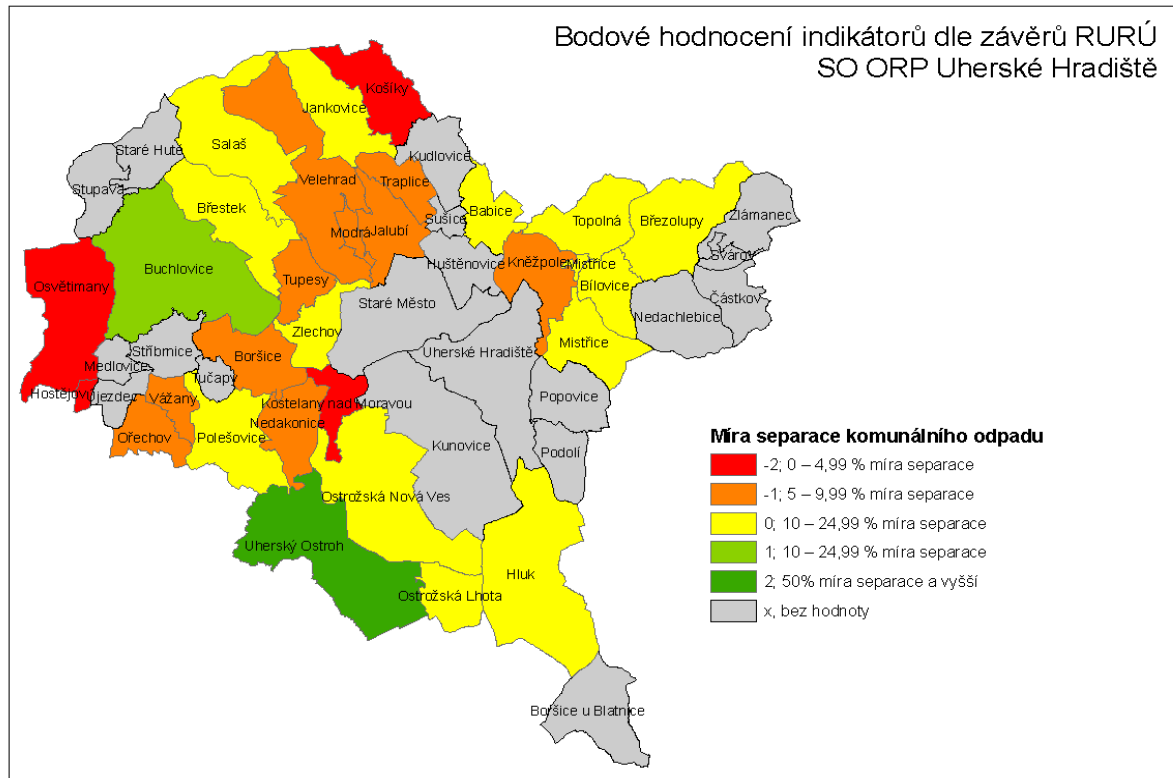 Bodové hodnocení indikátorů dle závěrů RURÚ
SO ORP Uherské Hradiště
Košíky
Jankovice
Salaš
Staré Hutě
Kudlovice
Stupava
Velehrad
Traplice
Břestek
Babice
Zlámanec
Topolná
Březolupy
Sušice
Modrá
Jalubí
Svárov
Huštěnovice
Kněžpole
Mistřice
Buchlovice
Tupesy
Bílovice
Částkov
Osvětimany
Staré Město
Nedachlebice
Zlechov
Stříbrnice
Boršice
Uherské Hradiště
Mistřice
Medlovice
Tučapy
Hostějov
Újezdec
Vážany
Kostelany nad Moravou
Popovice
Nedakonice
Ořechov
Polešovice
Kunovice
Podolí
Ostrožská Nová Ves
Uherský Ostroh
Hluk
Ostrožská Lhota
Boršice u Blatnice
Míra separace komunálního odpadu
-2; 0 – 4,99 % míra separace
-1; 5 – 9,99 % míra separace
0; 10 – 24,99 % míra separace
1; 10 – 24,99 % míra separace
2; 50% míra separace a vyšší
x, bez hodnoty